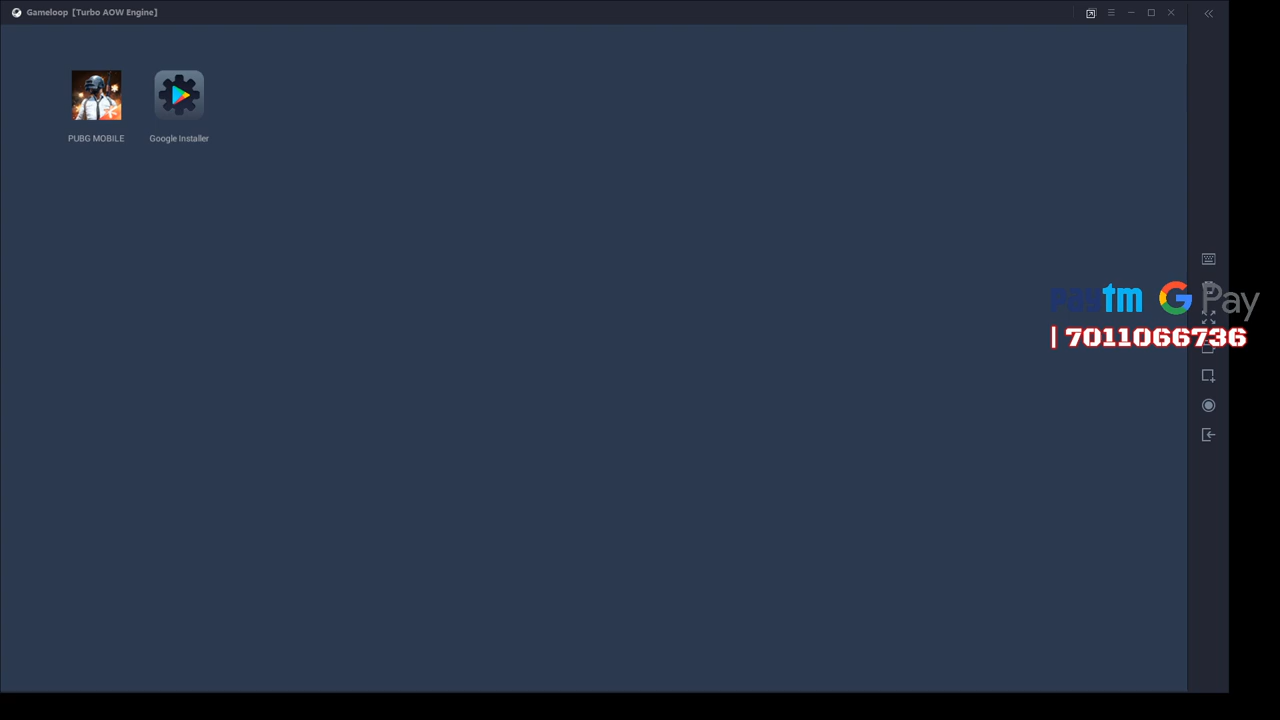 Gameloop [Turbo AOW Engine]
PUBG MOBILE
Google Installer
paytm G Pay
| 7011066736